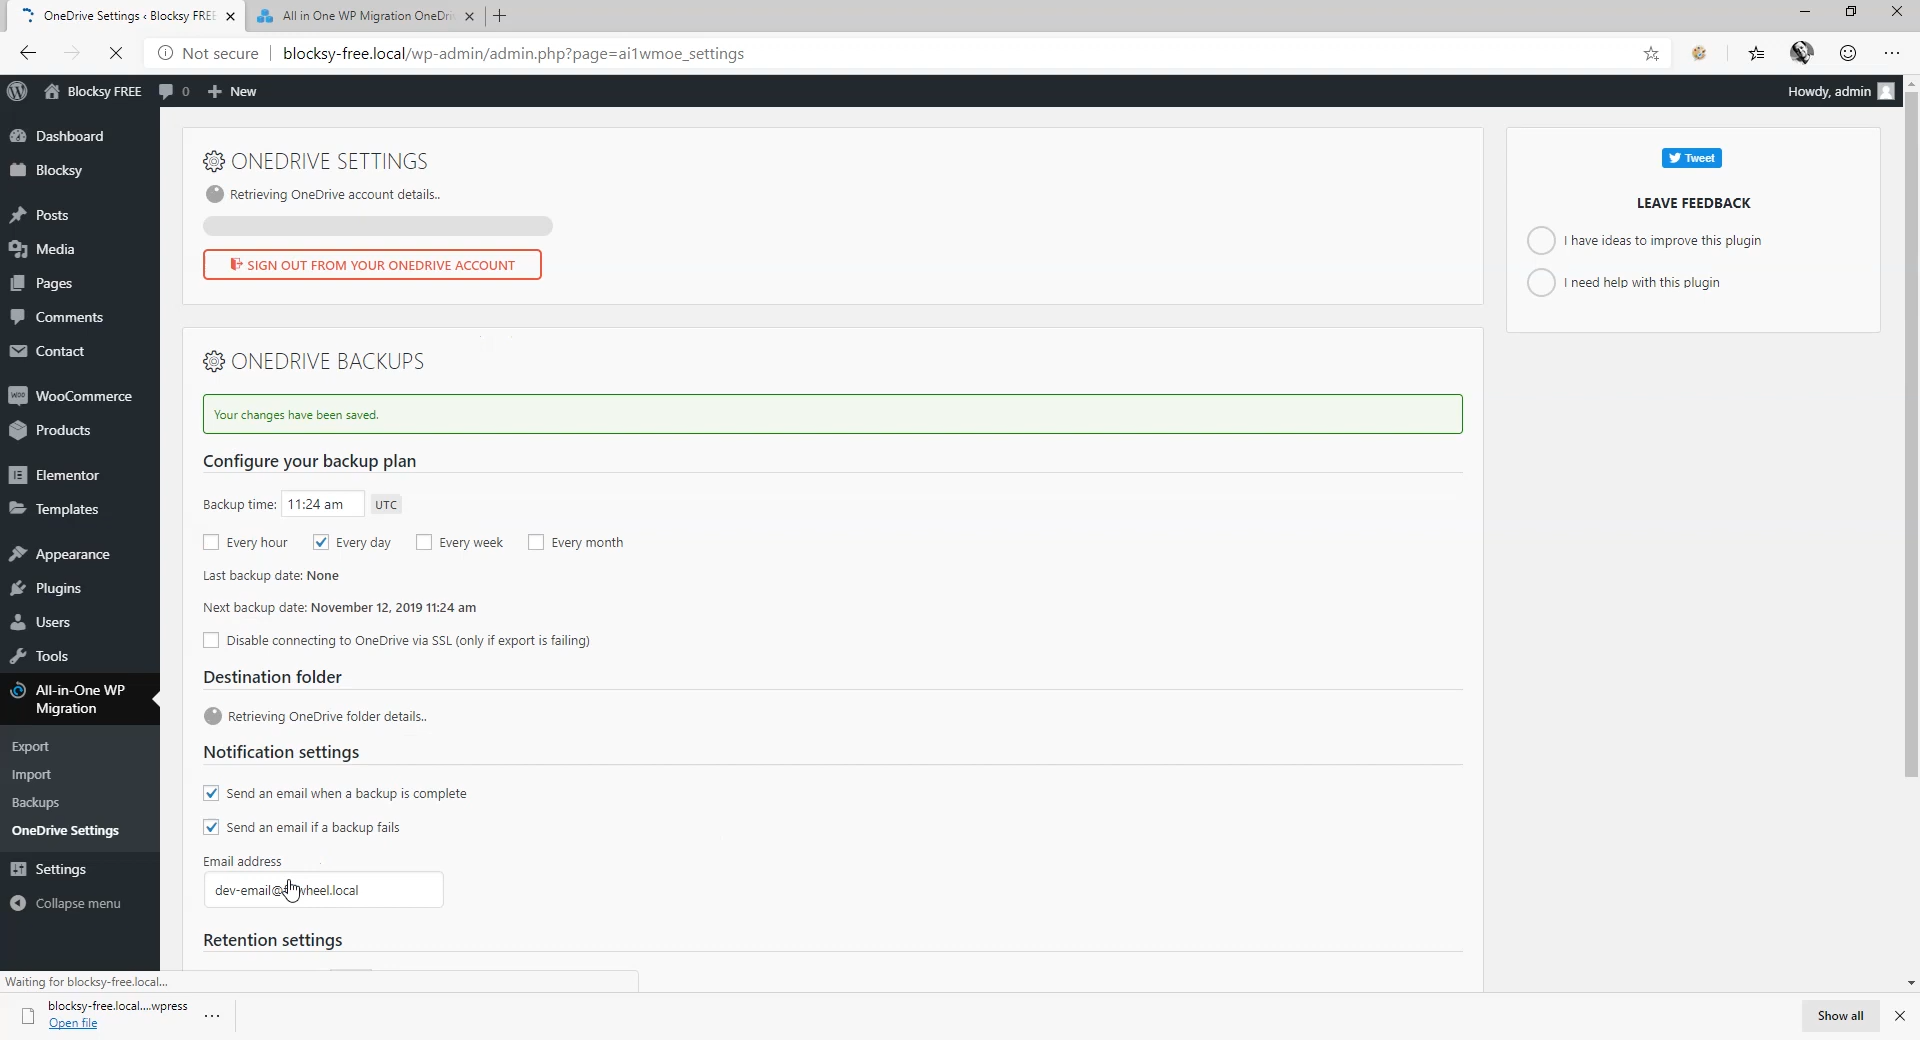 OneDrive Settings ‹ Blocksy FREE
All in One WP Migration OneDri
Not secure
blocksy-free.local/wp-admin/admin.php?page=ai1wmoe_settings
Blocksy FREE
0
New
Howdy, admin
Dashboard
Blocksy
Posts
Media
Pages
Comments
Contact
WooCommerce
Products
Elementor
Templates
Appearance
Plugins
Users
Tools
All-in-One WP
Migration
Export
Import
Backups
OneDrive Settings
Settings
Collapse menu
ONEDRIVE SETTINGS
Retrieving OneDrive account details..
SIGN OUT FROM YOUR ONEDRIVE ACCOUNT
ONEDRIVE BACKUPS
Your changes have been saved.
Configure your backup plan
Backup time: 11:24 am UTC
Every hour Every day Every week Every month
Last backup date: None
Next backup date: November 12, 2019 11:24 am
Disable connecting to OneDrive via SSL (only if export is failing)
Destination folder
Retrieving OneDrive folder details..
Notification settings
Send an email when a backup is complete
Send an email if a backup fails
Email address
Retention settings
Tweet
LEAVE FEEDBACK
I have ideas to improve this plugin
I need help with this plugin
Waiting for blocksy-free.local...
blocksy-free.local....wpress
Open file
Show all